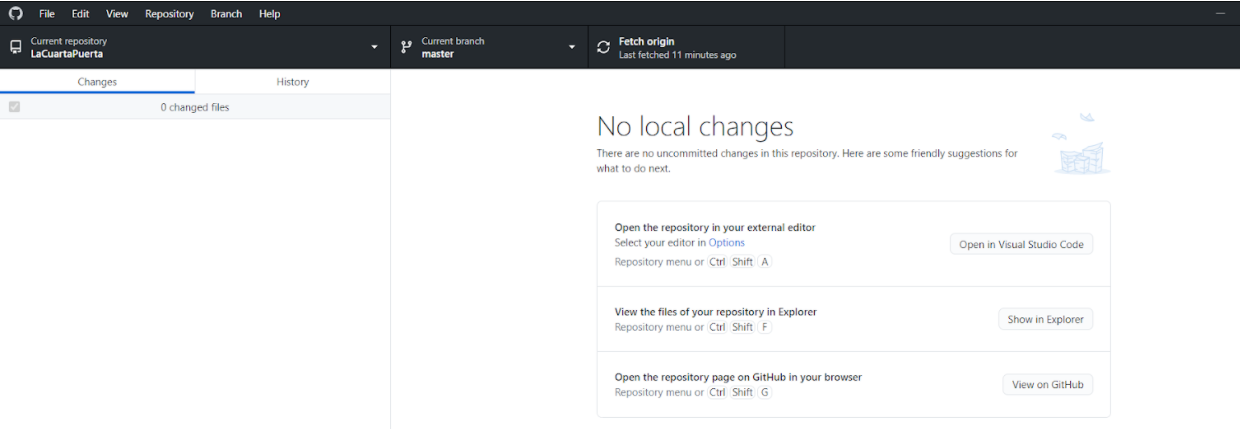 File Edit View Repository Branch Help
Current repository
LaCuartaPuerta
Current branch
master
Fetch origin
Last fetched 11 minutes ago
Changes History
0 changed files
No local changes
There are no uncommitted changes in this repository. Here are some friendly suggestions for
what to do next.
Open the repository in your external editor
Select your editor in Options
Repository menu or Ctrl Shift A
Open in Visual Studio Code
View the files of your repository in Explorer
Repository menu or Ctrl Shift F
Show in Explorer
Open the repository page on GitHub in your browser
Repository menu or Ctrl Shift G
View on GitHub